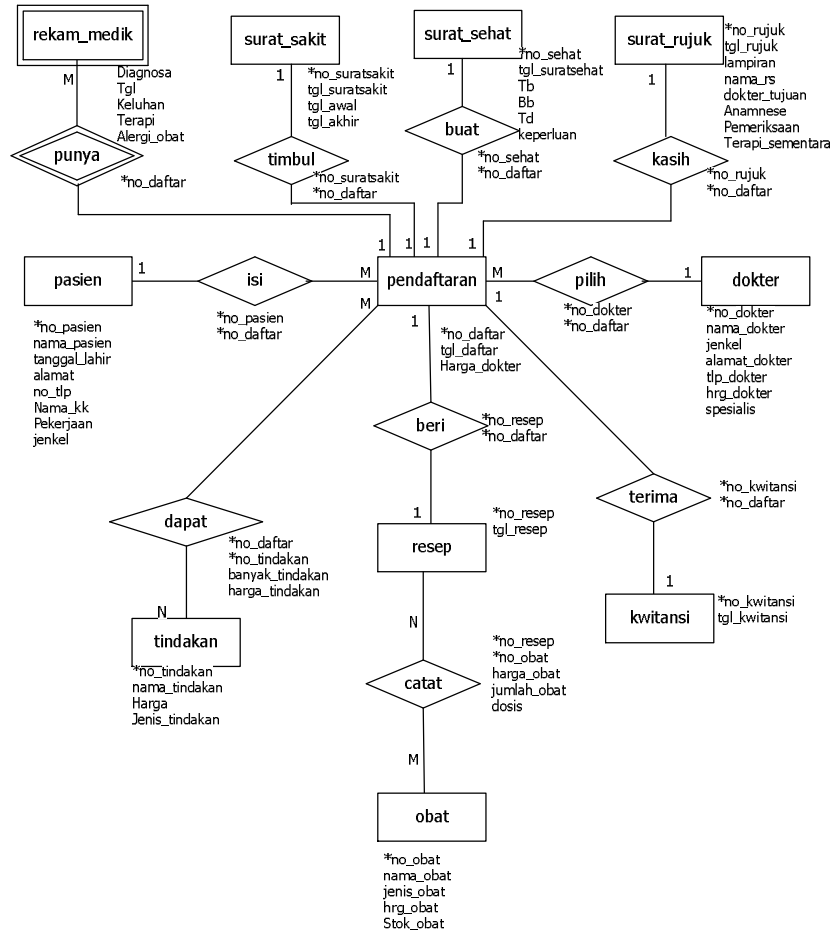 rekam_medik
M
Diagnosa
Tgl
Keluhan
Terapi
Alergi_obat
punya
*no_daftar
surat_sakit
1
*no_suratsakit
tgl_suratsakit
tgl_awal
tgl_akhir
timbul
*no_suratsakit
*no_daftar
surat_sehat
1
*no_sehat
tgl_suratsehat
Tb
Bb
Td
keperluan
buat
*no_sehat
*no_daftar
surat_rujuk
1
*no_rujuk
tgl_rujuk
lampiran
nama_rs
dokter_tujuan
Anamnese
Pemeriksaan
Terapi_sementara
kasih
*no_rujuk
*no_daftar
1
1
1
1
pasien
1
isi
M
pendaftaran
M
pilih
1
dokter
*no_pasien
nama_pasien
tanggal_lahir
alamat
no_tlp
Nama_kk
Pekerjaan
jenkel
*no_pasien
*no_daftar
M
1
*no_daftar
tgl_daftar
Harga_dokter
1
*no_dokter
*no_daftar
*no_dokter
nama_dokter
jenkel
alamat_dokter
tlp_dokter
hrg_dokter
spesialis
beri
*no_resep
*no_daftar
dapat
*no_daftar
*no_tindakan
banyak_tindakan
harga_tindakan
N
tindakan
*no_tindakan
nama_tindakan
Harga
Jenis_tindakan
1
resep
*no_resep
tgl_resep
terima
*no_kwitansi
*no_daftar
1
kwitansi
*no_kwitansi
tgl_kwitansi
N
catat
*no_resep
*no_obat
harga_obat
jumlah_obat
dosis
M
obat
*no_obat
nama_obat
jenis_obat
hrg_obat
Stok_obat